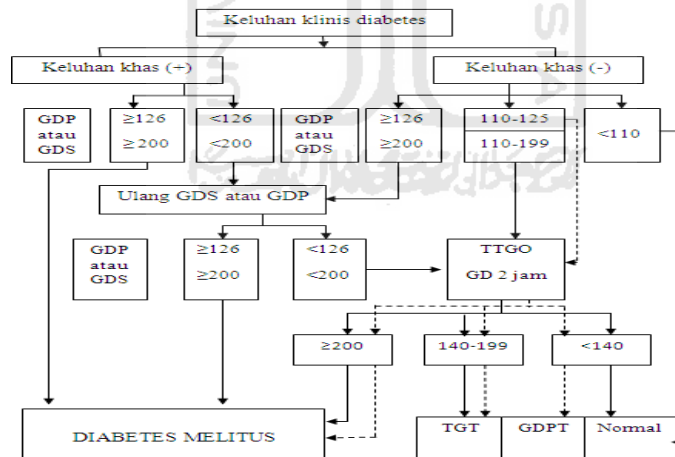 Keluhan klinis diabetes
Keluhan khas (+)
Keluhan khas (-)
GDP
atau
GDS
≥126
≥200
<126
<200
GDP
atau
GDS
≥126
≥200
110-125
110-199
<110
Ulang GDS atau GDP
GDP
atau
GDS
≥126
≥200
<126
<200
TTGO
GD 2 jam
≥200
140-199
<140
DIABETES MELITUS
TGT
GDPT
Normal